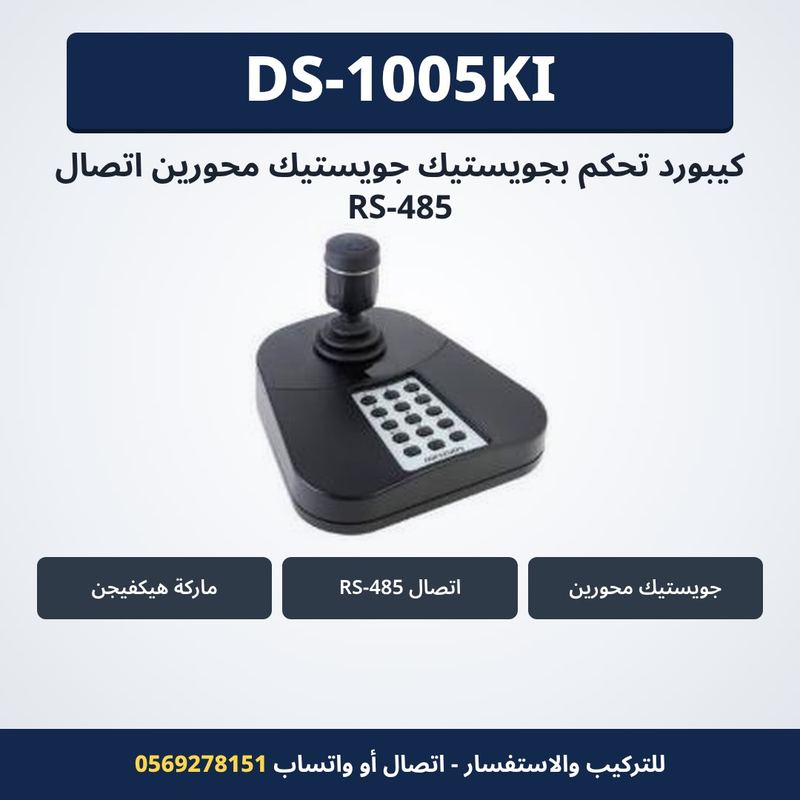 DS-1005KI
كيبورد تحكم بجويستيك جويستيك محورين اتصال
RS-485
جويستيك محورين
اتصال RS-485
ماركة هيكفيجن
للتركيب والاستفسار - اتصال أو واتساب 0569278151